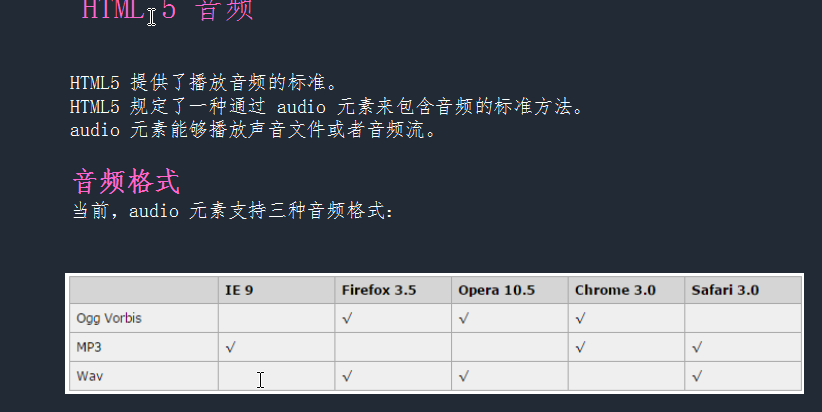 HTML 5 音频
HTML5 提供了播放音频的标准。
HTML5 规定了一种通过 audio 元素来包含音频的标准方法。
audio 元素能够播放声音文件或者音频流。
音频格式
当前，audio 元素支持三种音频格式：
IE 9 Firefox 3.5 Opera 10.5 Chrome 3.0 Safari 3.0
Ogg Vorbis √ √ √
MP3 √ √ √
Wav √ √ √